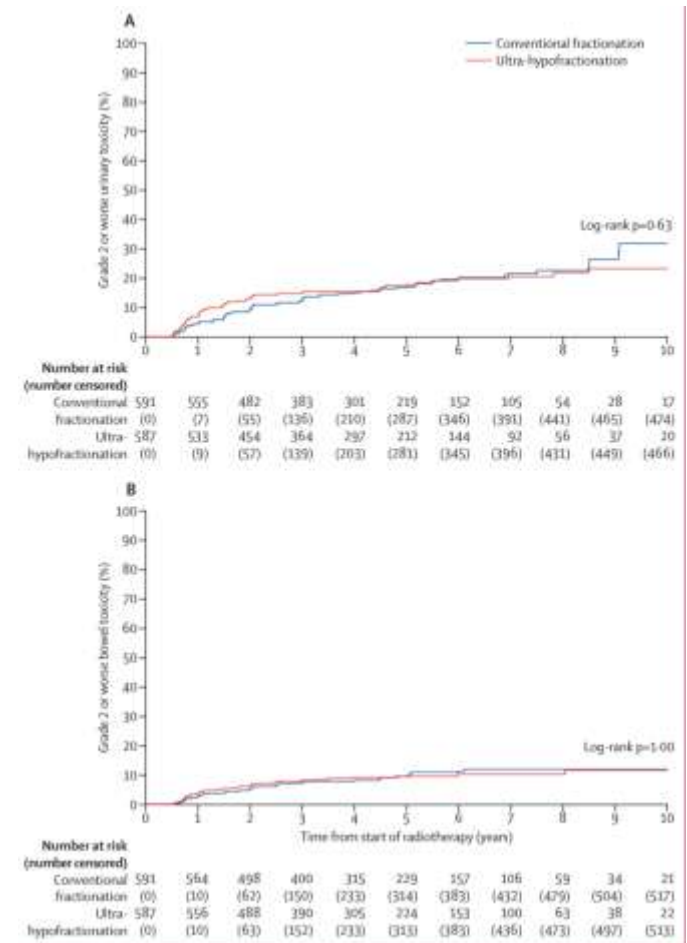 A
100
Conventional fractionation
Ultra-hypofractionation
90
80
70
60
50
40
30
20
10
0
Grade 2 or worse urinary toxicity (%)
Log-rank p=0·63
0 1 2 3 4 5 6 7 8 9 10
Number at risk
(number censored)
Conventional 591 555 482 383 301 219 152 105 54 28 17
fractionation (0) (7) (55) (136) (210) (287) (346) (391) (441) (465) (474)
Ultra- 587 533 454 364 297 212 144 92 56 37 20
hypofractionation (0) (9) (57) (139) (203) (281) (345) (396) (431) (449) (466)
B
100
90
80
70
60
50
40
30
20
10
0
Grade 2 or worse bowel toxicity (%)
Log-rank p=1·00
0 1 2 3 4 5 6 7 8 9 10
Time from start of radiotherapy (years)
Number at risk
(number censored)
Conventional 591 564 498 400 315 229 157 106 59 34 21
fractionation (0) (10) (62) (150) (233) (314) (383) (432) (479) (504) (517)
Ultra- 587 556 488 390 305 224 153 100 63 38 22
hypofractionation (0) (10) (63) (152) (233) (313) (383) (436) (473) (497) (513)